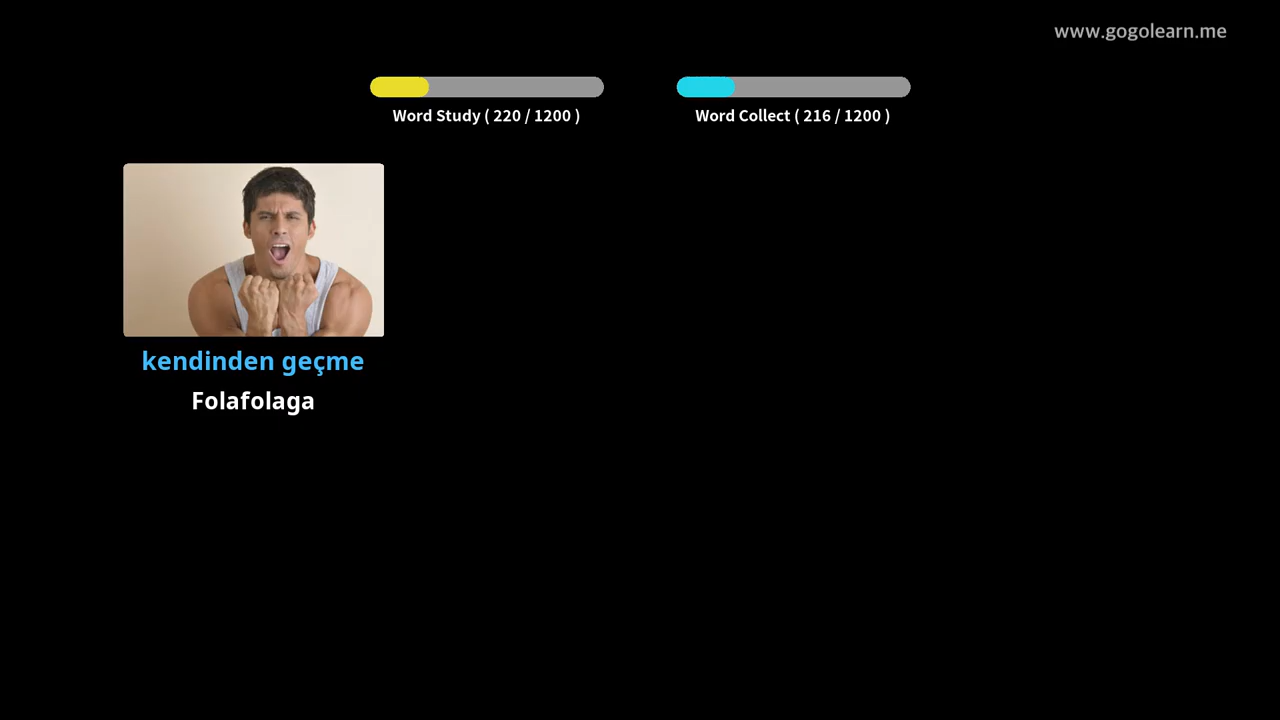 www.gogolearn.me
Word Study ( 220 / 1200 )
Word Collect ( 216 / 1200 )
kendinden geçme
Folafolaga